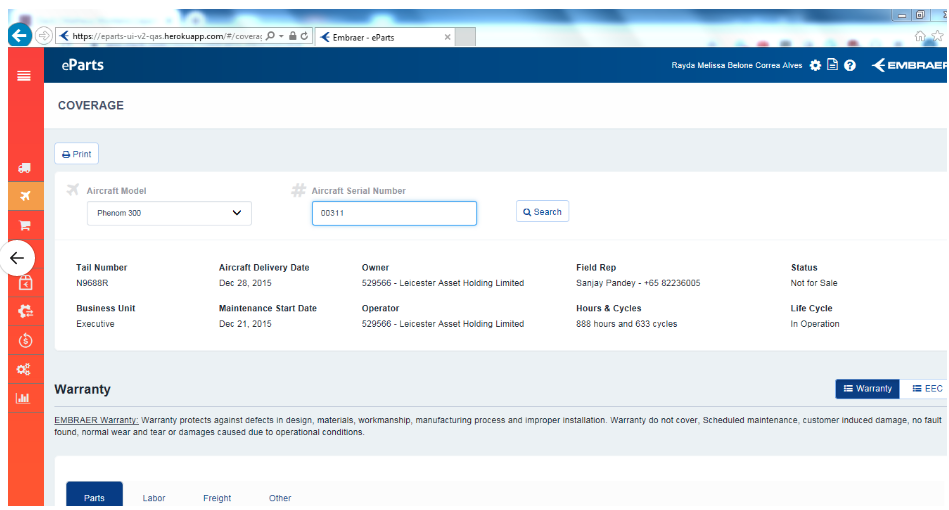 https://eparts-ui-v2-qas.herokuapp.com/#/coverag
Embraer - eParts
eParts
Rayda Melissa Belone Correa Alves
EMBRAER
COVERAGE
Print
Aircraft Model
Aircraft Serial Number
Phenom 300
00311
Search
Tail Number Aircraft Delivery Date Owner Field Rep Status
N9688R Dec 28, 2015 529566 - Leicester Asset Holding Limited Sanjay Pandey - +65 82236005 Not for Sale
Business Unit Maintenance Start Date Operator Hours & Cycles Life Cycle
Executive Dec 21, 2015 529566 - Leicester Asset Holding Limited 888 hours and 633 cycles In Operation
Warranty
Warranty EEC
EMBRAER Warranty: Warranty protects against defects in design, materials, workmanship, manufacturing process and improper installation. Warranty do not cover, Scheduled maintenance, customer induced damage, no fault
found, normal wear and tear or damages caused due to operational conditions.
Parts Labor Freight Other